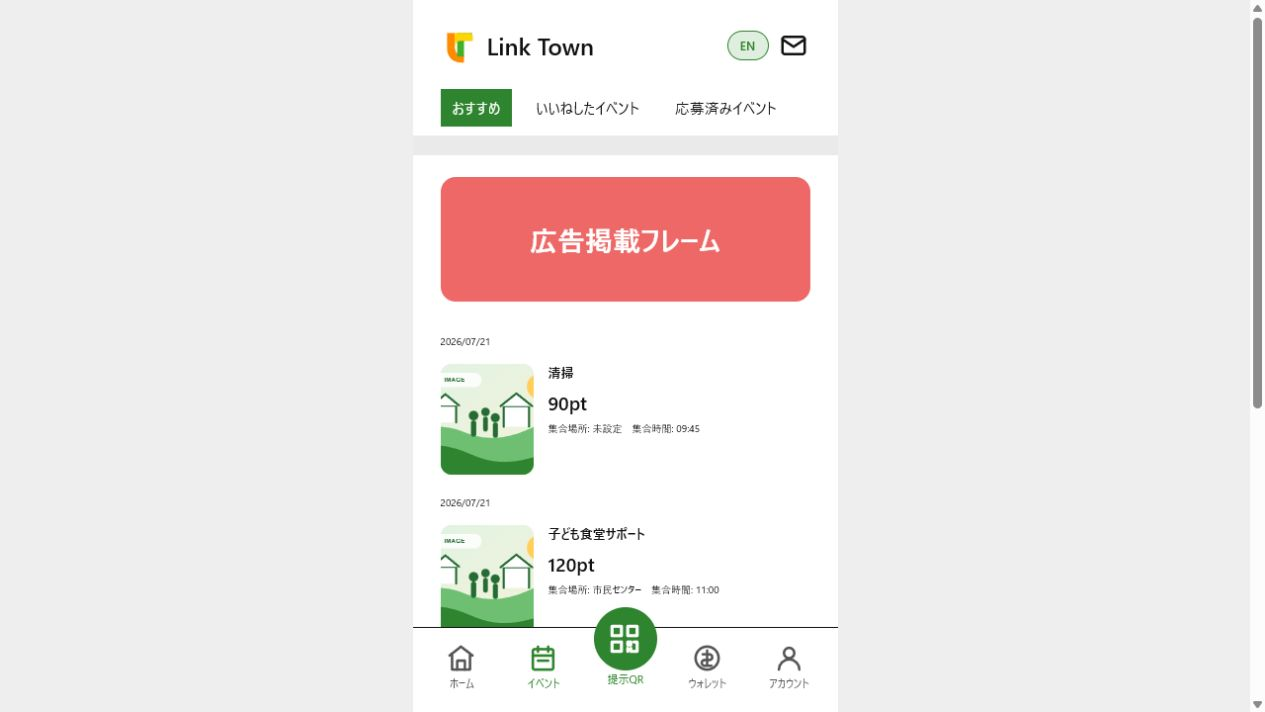 Link Town
EN
おすすめ
いいねしたイベント
応募済みイベント
広告掲載フレーム
2026/07/21
IMAGE
清掃
90pt
集合場所: 未設定 集合時間: 09:45
2026/07/21
IMAGE
子ども食堂サポート
120pt
集合場所: 市民センター 集合時間: 11:00
ホーム
イベント
提示QR
ウォレット
アカウント